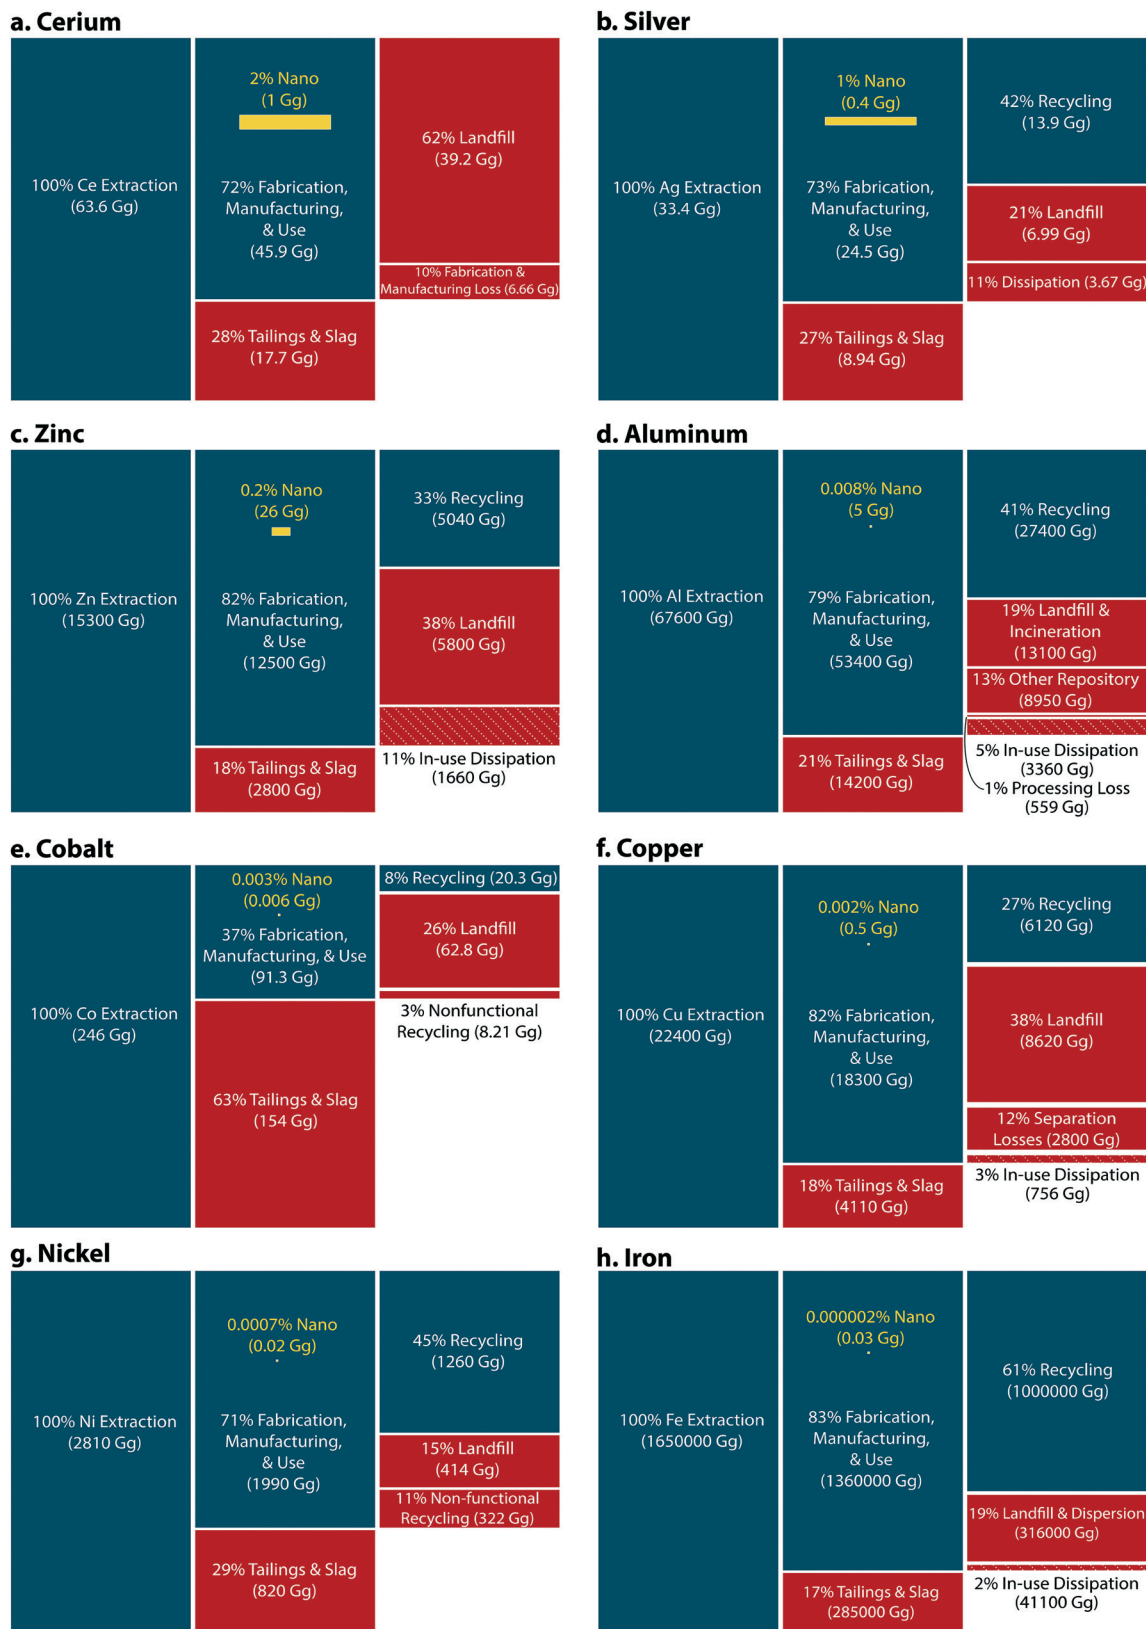 a. Cerium
100% Ce Extraction
(63.6 Gg)
2% Nano
(1 Gg)
72% Fabrication,
Manufacturing,
& Use
(45.9 Gg)
28% Tailings & Slag
(17.7 Gg)
62% Landfill
(39.2 Gg)
10% Fabrication &
Manufacturing Loss (6.66 Gg)
b. Silver
100% Ag Extraction
(33.4 Gg)
1% Nano
(0.4 Gg)
73% Fabrication,
Manufacturing,
& Use
(24.5 Gg)
27% Tailings & Slag
(8.94 Gg)
42% Recycling
(13.9 Gg)
21% Landfill
(6.99 Gg)
11% Dissipation (3.67 Gg)
c. Zinc
100% Zn Extraction
(15300 Gg)
0.2% Nano
(26 Gg)
82% Fabrication,
Manufacturing,
& Use
(12500 Gg)
18% Tailings & Slag
(2800 Gg)
33% Recycling
(5040 Gg)
38% Landfill
(5800 Gg)
11% In-use Dissipation
(1660 Gg)
d. Aluminum
100% Al Extraction
(67600 Gg)
0.008% Nano
(5 Gg)
79% Fabrication,
Manufacturing,
& Use
(53400 Gg)
21% Tailings & Slag
(14200 Gg)
41% Recycling
(27400 Gg)
19% Landfill &
Incineration
(13100 Gg)
13% Other Repository
(8950 Gg)
5% In-use Dissipation
(3360 Gg)
1% Processing Loss
(559 Gg)
e. Cobalt
100% Co Extraction
(246 Gg)
0.003% Nano
(0.006 Gg)
37% Fabrication,
Manufacturing, & Use
(91.3 Gg)
63% Tailings & Slag
(154 Gg)
8% Recycling (20.3 Gg)
26% Landfill
(62.8 Gg)
3% Nonfunctional
Recycling (8.21 Gg)
f. Copper
100% Cu Extraction
(22400 Gg)
0.002% Nano
(0.5 Gg)
82% Fabrication,
Manufacturing,
& Use
(18300 Gg)
18% Tailings & Slag
(4110 Gg)
27% Recycling
(6120 Gg)
38% Landfill
(8620 Gg)
12% Separation
Losses (2800 Gg)
3% In-use Dissipation
(756 Gg)
g. Nickel
100% Ni Extraction
(2810 Gg)
0.0007% Nano
(0.02 Gg)
71% Fabrication,
Manufacturing,
& Use
(1990 Gg)
29% Tailings & Slag
(820 Gg)
45% Recycling
(1260 Gg)
15% Landfill
(414 Gg)
11% Non-functional
Recycling (322 Gg)
h. Iron
100% Fe Extraction
(1650000 Gg)
0.000002% Nano
(0.03 Gg)
83% Fabrication,
Manufacturing,
& Use
(1360000 Gg)
17% Tailings & Slag
(285000 Gg)
61% Recycling
(1000000 Gg)
19% Landfill & Dispersion
(316000 Gg)
2% In-use Dissipation
(41100 Gg)